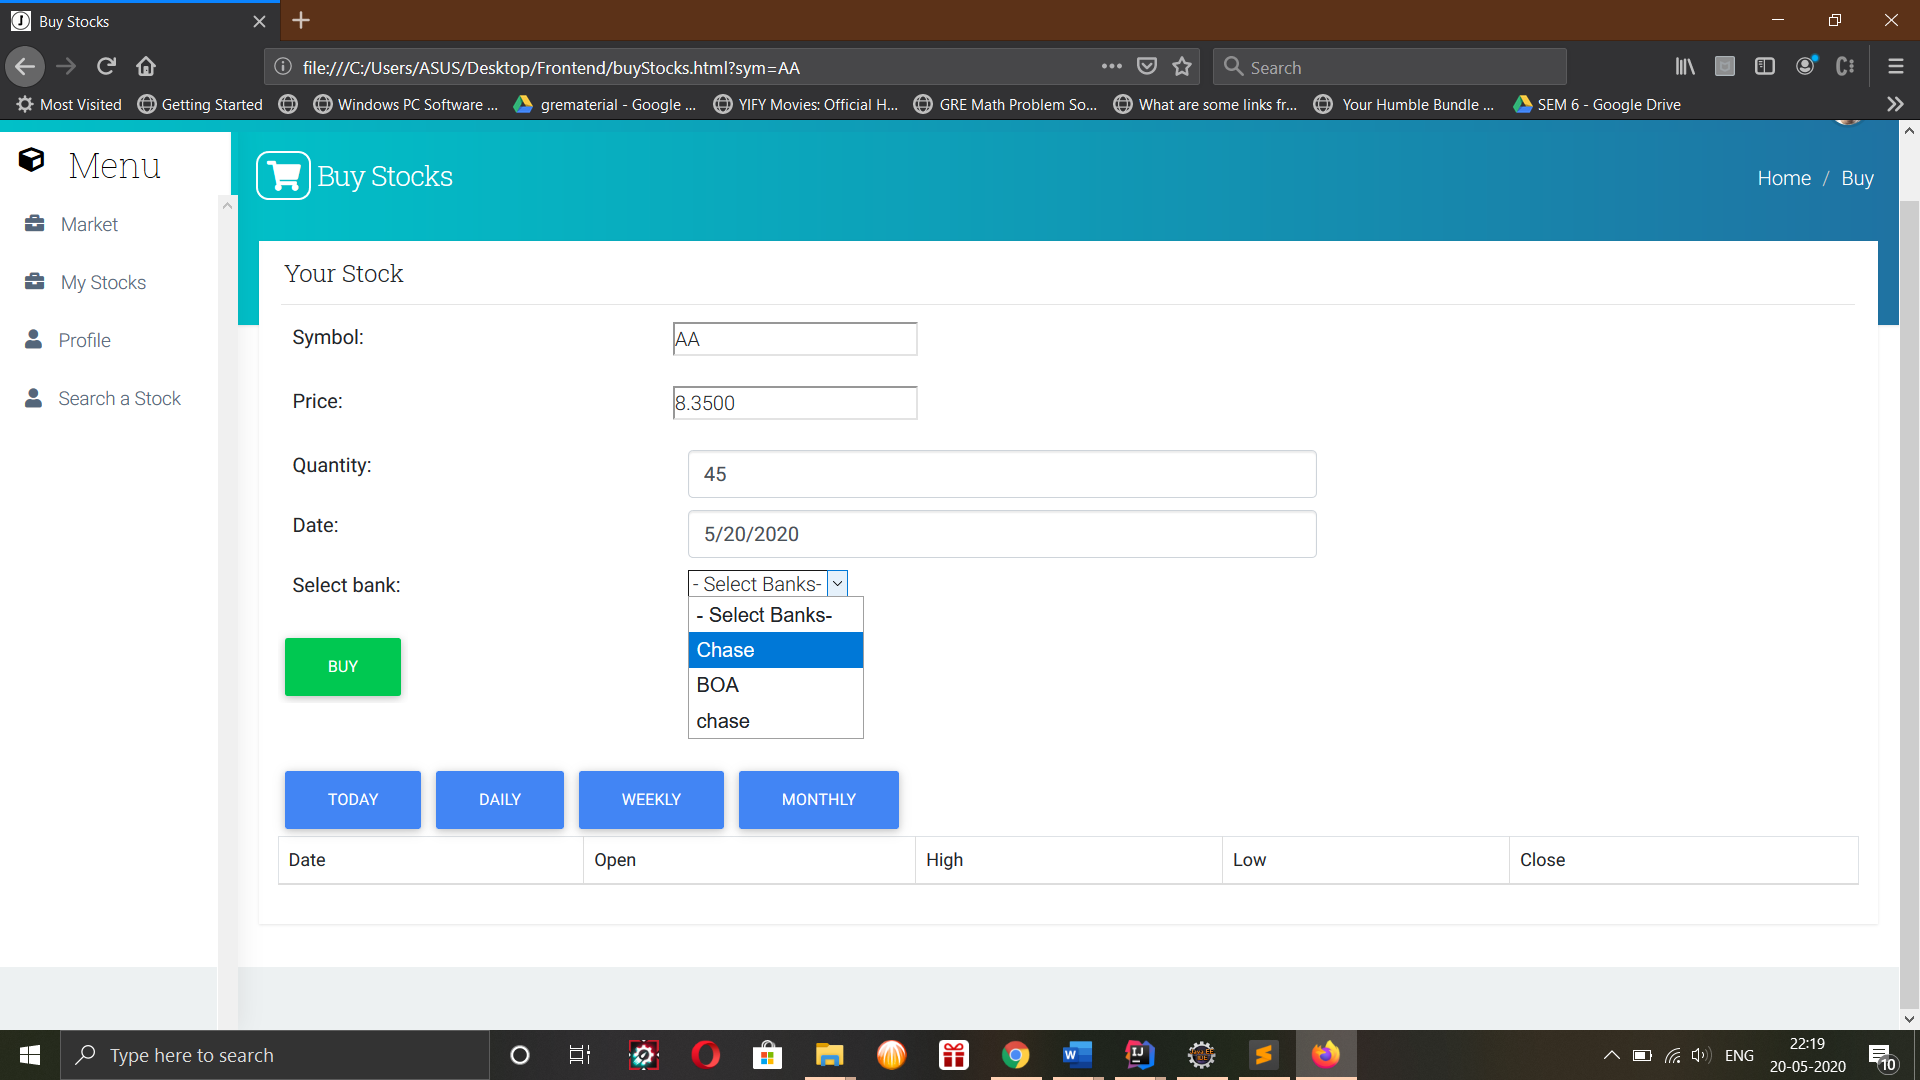 Buy Stocks
file:///C:/Users/ASUS/Desktop/Frontend/buyStocks.html?sym=AA
Search
Most Visited
Getting Started
Windows PC Software ...
grematerial - Google ...
YIFY Movies: Official H...
GRE Math Problem So...
What are some links fr...
Your Humble Bundle ...
SEM 6 - Google Drive
Menu
Market
My Stocks
Profile
Search a Stock
Buy Stocks
Home / Buy
Your Stock
Symbol: AA
Price: 8.3500
Quantity: 45
Date: 5/20/2020
Select bank: - Select Banks-
- Select Banks-
Chase
BOA
chase
BUY
TODAY DAILY WEEKLY MONTHLY
Date Open High Low Close
Type here to search
ENG
22:19
20-05-2020
10